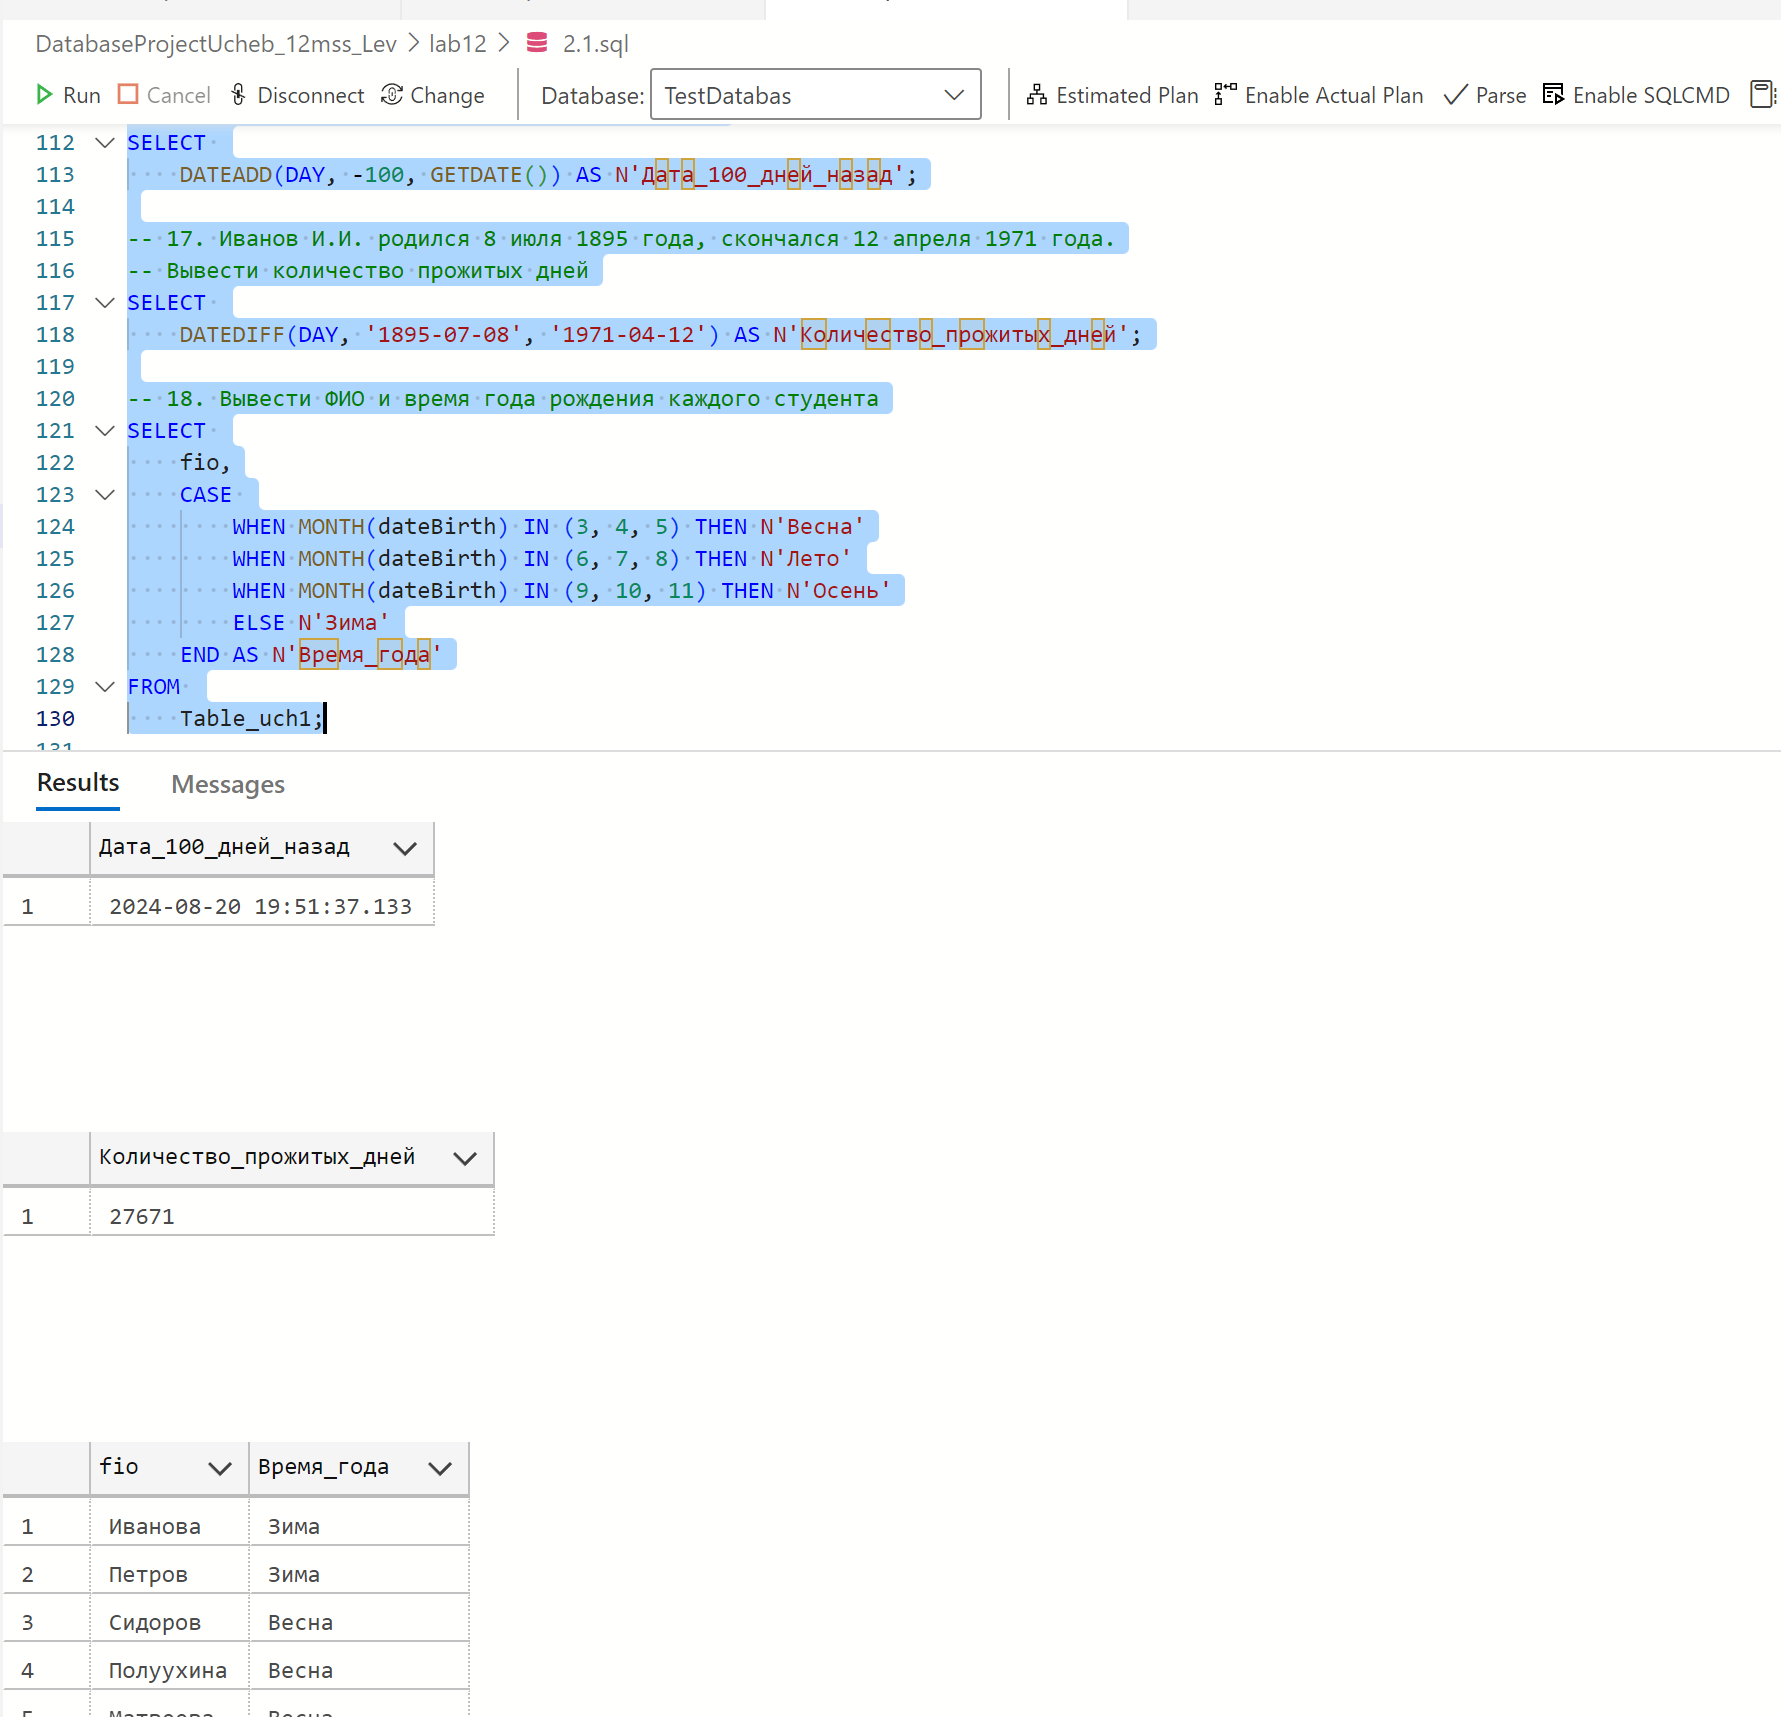 DatabaseProjectUcheb_12mss_Lev > lab12 > 2.1.sql
Run Cancel Disconnect Change Database: TestDatabas Estimated Plan Enable Actual Plan Parse Enable SQLCMD
112 SELECT
113 DATEADD(DAY, -100, GETDATE()) AS N'Дата_100_дней_назад';
114
115 -- 17. Иванов И.И. родился 8 июля 1895 года, скончался 12 апреля 1971 года.
116 -- Вывести количество прожитых дней
117 SELECT
118 DATEDIFF(DAY, '1895-07-08', '1971-04-12') AS N'Количество_прожитых_дней';
119
120 -- 18. Вывести ФИО и время года рождения каждого студента
121 SELECT
122 fio,
123 CASE
124 WHEN MONTH(dateBirth) IN (3, 4, 5) THEN N'Весна'
125 WHEN MONTH(dateBirth) IN (6, 7, 8) THEN N'Лето'
126 WHEN MONTH(dateBirth) IN (9, 10, 11) THEN N'Осень'
127 ELSE N'Зима'
128 END AS N'Время_года'
129 FROM
130 Table_uch1;
131
Results Messages
Дата_100_дней_назад
1 2024-08-20 19:51:37.133
Количество_прожитых_дней
1 27671
fio Время_года
1 Иванова Зима
2 Петров Зима
3 Сидоров Весна
4 Полуухина Весна
5 Матвеева Весна